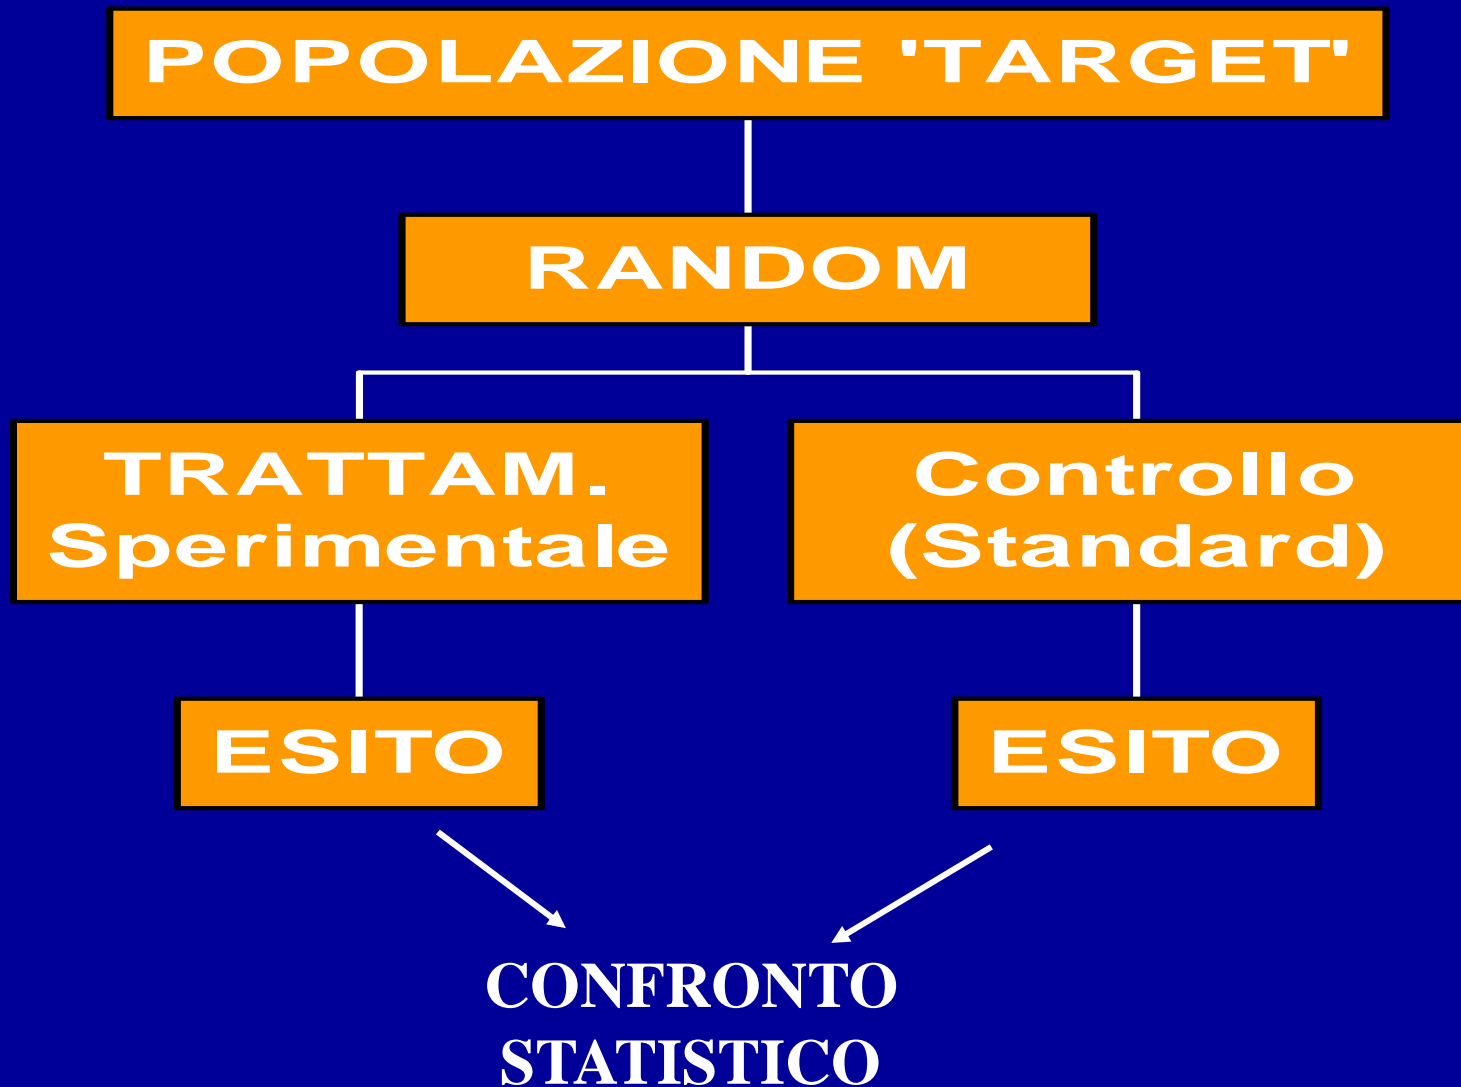 POPOLAZIONE 'TARGET'
RANDOM
TRATTAM.
Sperimentale
Controllo
(Standard)
ESITO
ESITO
CONFRONTO
STATISTICO